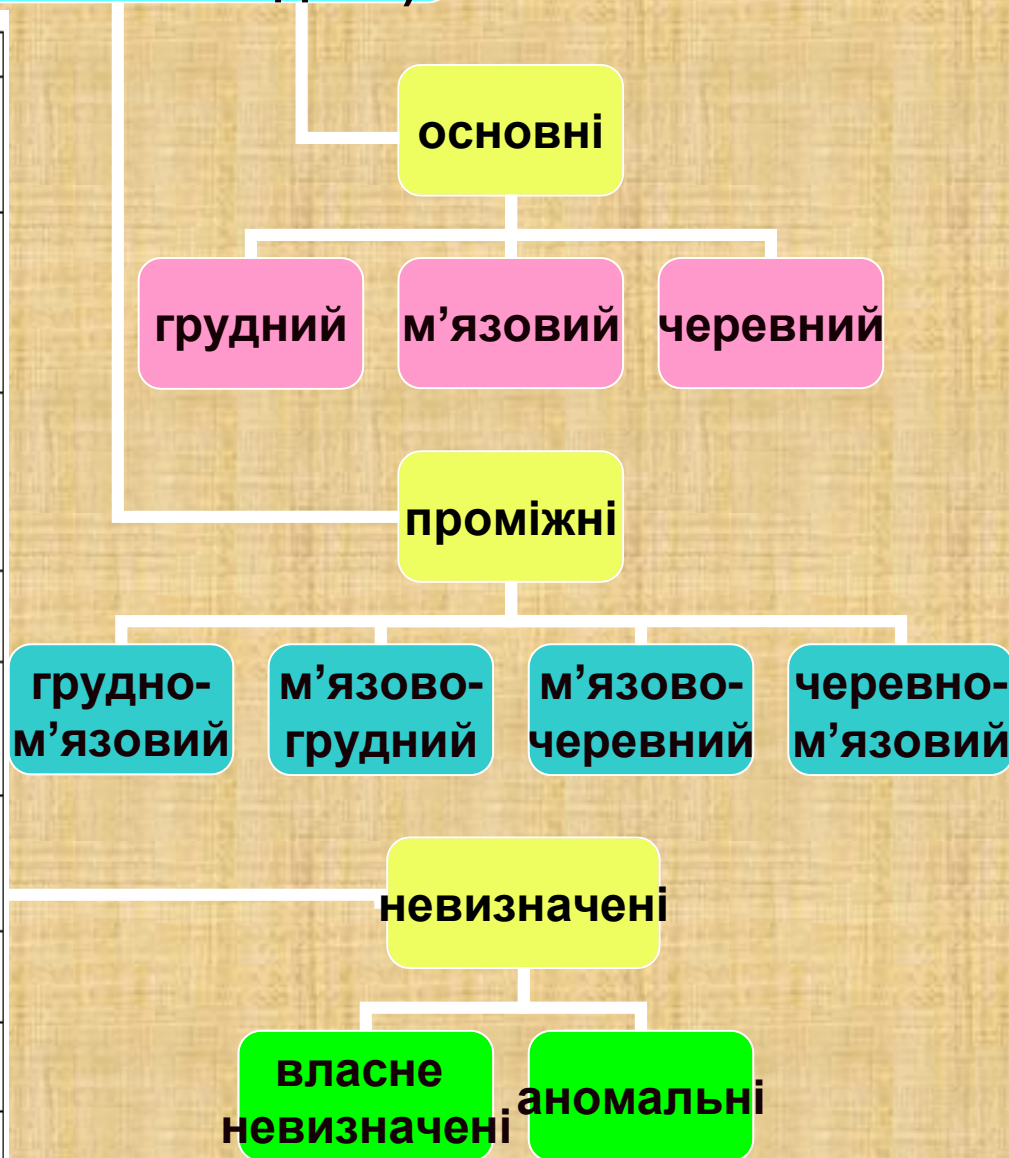 основні
грудний м’язовий черевний
проміжні
грудно- м’язово- м’язово- черевно-
м’язовий грудний черевний м’язовий
невизначені
власне
невизначені
аномальні